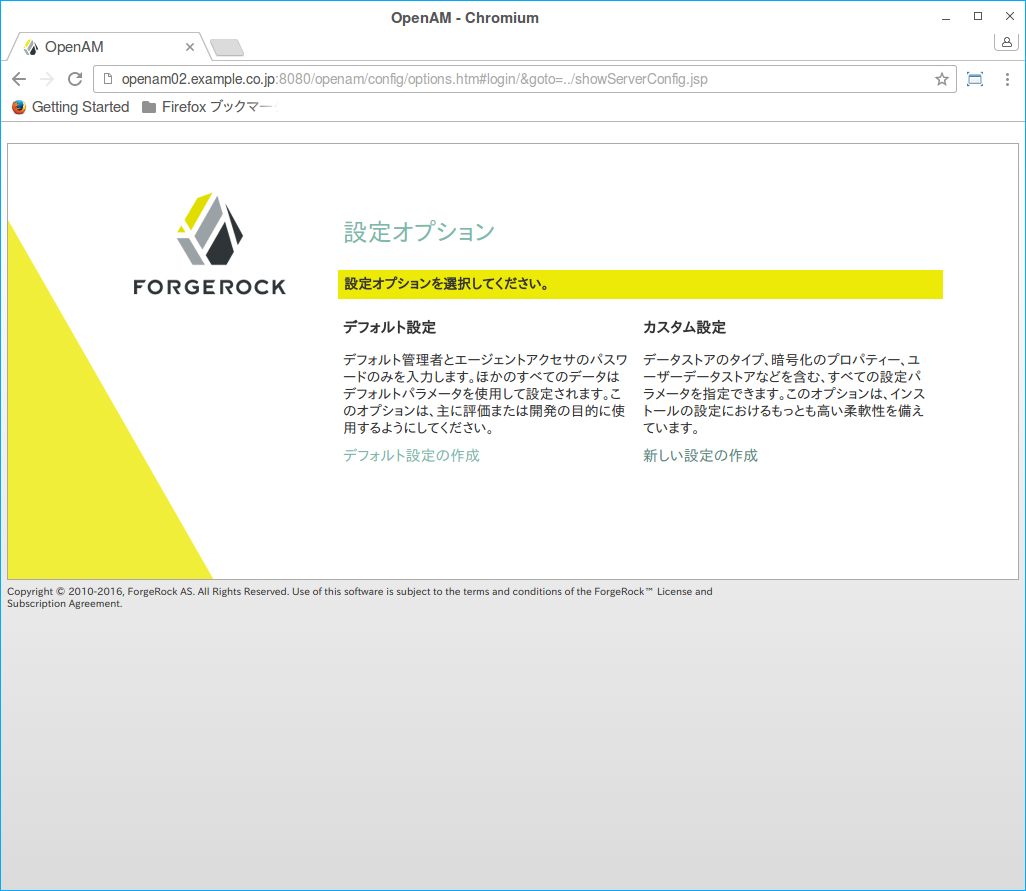 OpenAM - Chromium
OpenAM
openam02.example.co.jp:8080/openam/config/options.htm#login/&goto=../showServerConfig.jsp
Getting Started Firefox ブックマー
FORGEROCK
設定オプション
設定オプションを選択してください。
デフォルト設定
デフォルト管理者とエージェントアクセサのパスワ
ードのみを入力します。ほかのすべてのデータは
デフォルトパラメータを使用して設定されます。こ
のオプションは、主に評価または開発の目的に使
用するようにしてください。
デフォルト設定の作成
カスタム設定
データストアのタイプ、暗号化のプロパティー、ユ
ーザーデータストアなどを含む、すべての設定パ
ラメータを指定できます。このオプションは、インス
トールの設定におけるもっとも高い柔軟性を備え
ています。
新しい設定の作成
Copyright © 2010-2016, ForgeRock AS. All Rights Reserved. Use of this software is subject to the terms and conditions of the ForgeRock™ License and
Subscription Agreement.